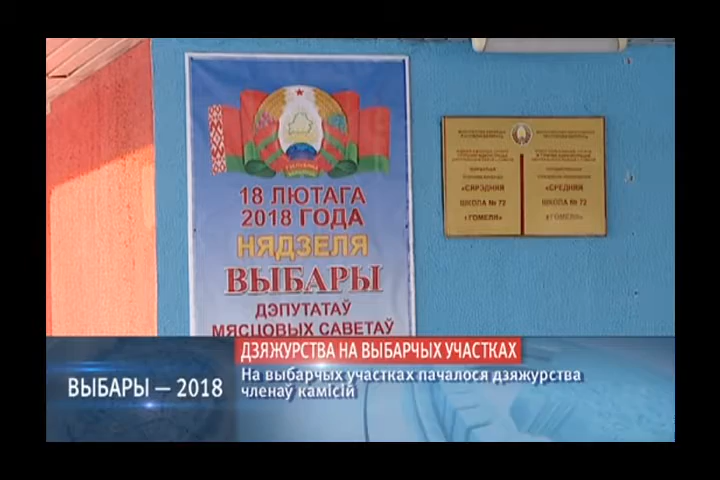 18 ЛЮТАГА
2018 ГОДА
НЯДЗЕЛЯ
ВЫБАРЫ
ДЭПУТАТАЎ
МЯСЦОВЫХ САВЕТАЎ
«СЯРЭДНЯЯ
ШКОЛА № 72
г.ГОМЕЛЯ»
«СРЕДНЯЯ
ШКОЛА № 72
г.ГОМЕЛЯ»
ДЗЯЖУРСТВА НА ВЫБАРЧЫХ УЧАСТКАХ
ВЫБАРЫ — 2018
На выбарчых участках пачалося дзяжурства
членаў камісій